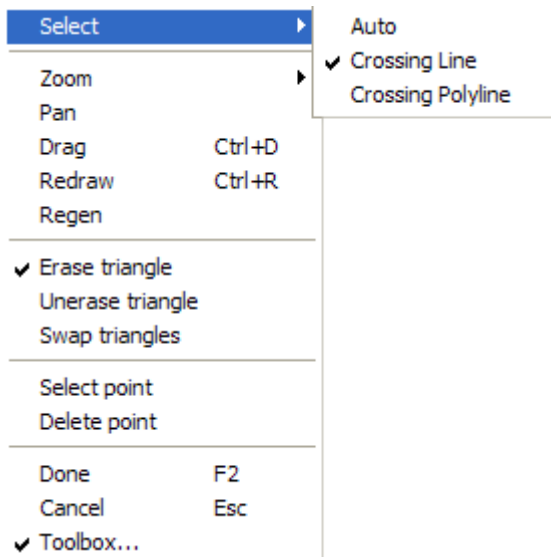 Select
Auto
Crossing Line
Crossing Polyline
Zoom
Pan
Drag Ctrl+D
Redraw Ctrl+R
Regen
Erase triangle
Unerase triangle
Swap triangles
Select point
Delete point
Done F2
Cancel Esc
Toolbox...